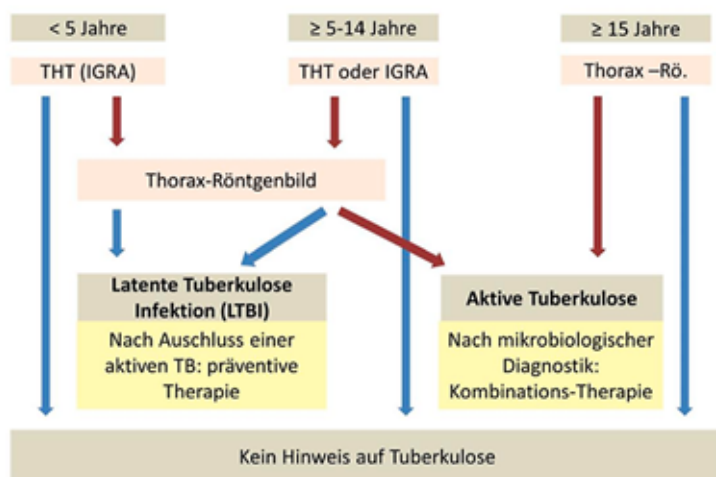 < 5 Jahre
≥ 5-14 Jahre
≥ 15 Jahre
THT (IGRA)
THT oder IGRA
Thorax –Rö.
Thorax-Röntgenbild
Latente Tuberkulose
Infektion (LTBI)
Nach Auschluss einer
aktiven TB: präventive
Therapie
Aktive Tuberkulose
Nach mikrobiologischer
Diagnostik:
Kombinations-Therapie
Kein Hinweis auf Tuberkulose